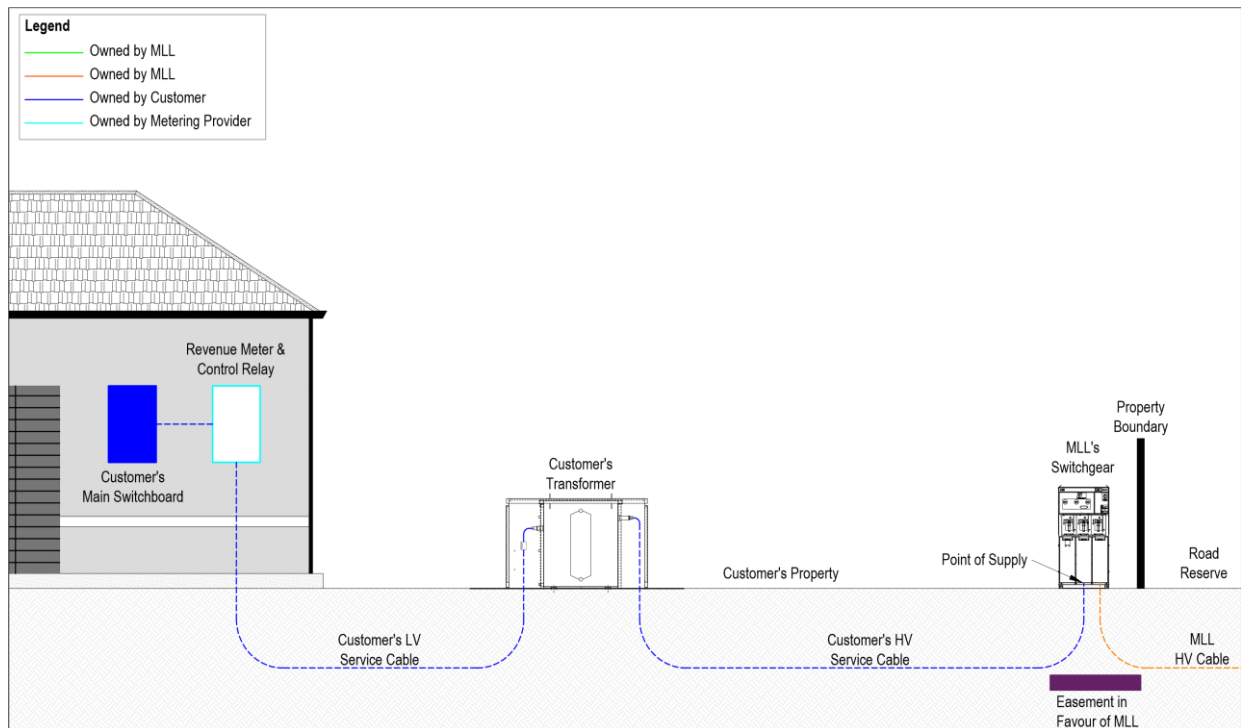 Legend
Owned by MLL
Owned by MLL
Owned by Customer
Owned by Metering Provider
Revenue Meter &
Control Relay
Customer's
Main Switchboard
Customer's
Transformer
Property
Boundary
MLL's
Switchgear
Point of Supply
Customer's Property
Road
Reserve
Customer's LV
Service Cable
Customer's HV
Service Cable
MLL
HV Cable
Easement in
Favour of MLL